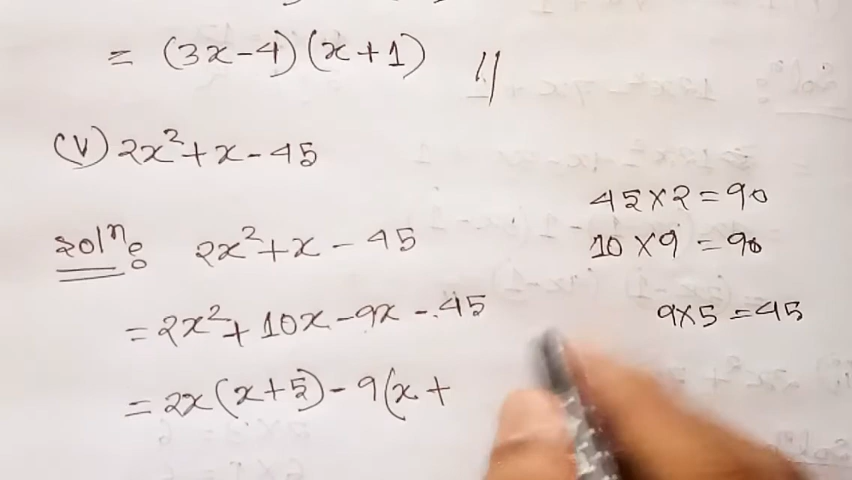 = (3x-4)(x+1) //
(v) 2x²+x-45
Solⁿ: 2x²+x-45
45×2=90
10×9=90
=2x²+10x-9x-45
9×5=45
=2x(x+5)-9(x+